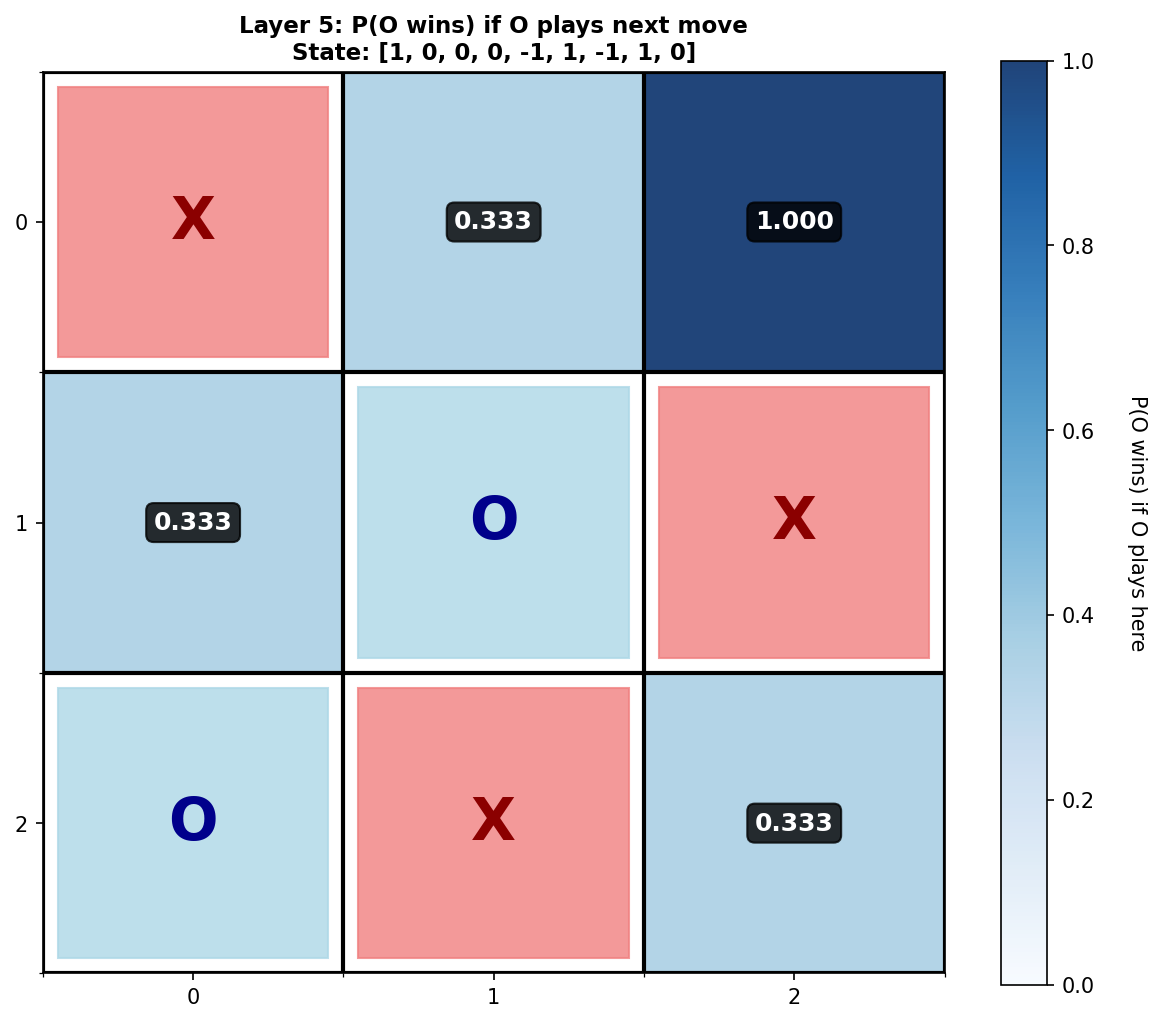 Layer 5: P(O wins) if O plays next move
State: [1, 0, 0, 0, -1, 1, -1, 1, 0]
X
0.333
1.000
0.333
O
X
O
X
0.333
0
1
2
0
1
2
1.0
0.8
0.6
0.4
0.2
0.0
P(O wins) if O plays here